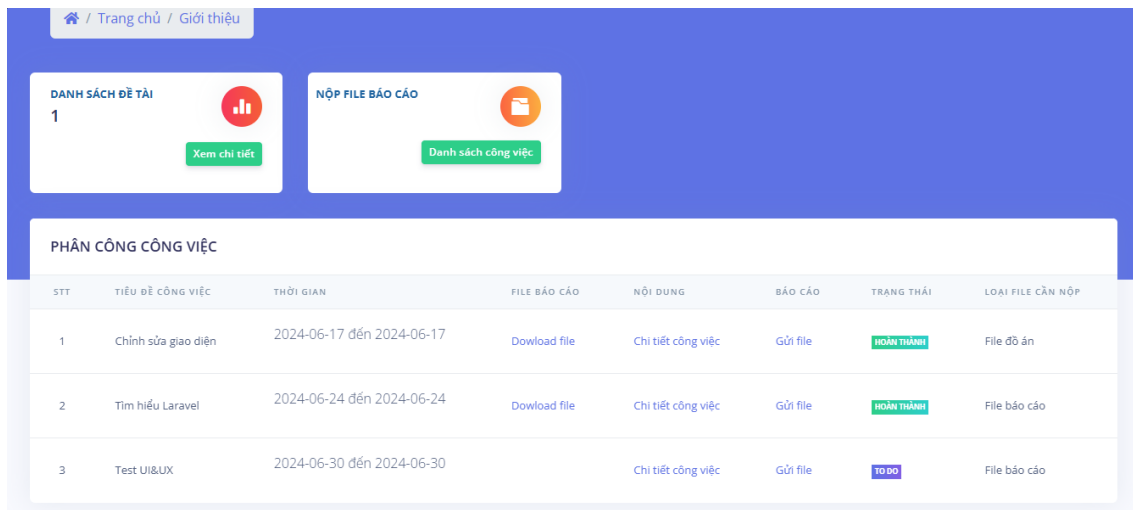 / Trang chủ / Giới thiệu
DANH SÁCH ĐỀ TÀI
1
Xem chi tiết
NỘP FILE BÁO CÁO
Danh sách công việc
PHÂN CÔNG CÔNG VIỆC
STT TIÊU ĐỀ CÔNG VIỆC THỜI GIAN FILE BÁO CÁO NỘI DUNG BÁO CÁO TRẠNG THÁI LOẠI FILE CẦN NỘP
1 Chỉnh sửa giao diện 2024-06-17 đến 2024-06-17 Dowload file Chi tiết công việc Gửi file HOÀN THÀNH File đồ án
2 Tìm hiểu Laravel 2024-06-24 đến 2024-06-24 Dowload file Chi tiết công việc Gửi file HOÀN THÀNH File báo cáo
3 Test UI&UX 2024-06-30 đến 2024-06-30 Chi tiết công việc Gửi file TO DO File báo cáo